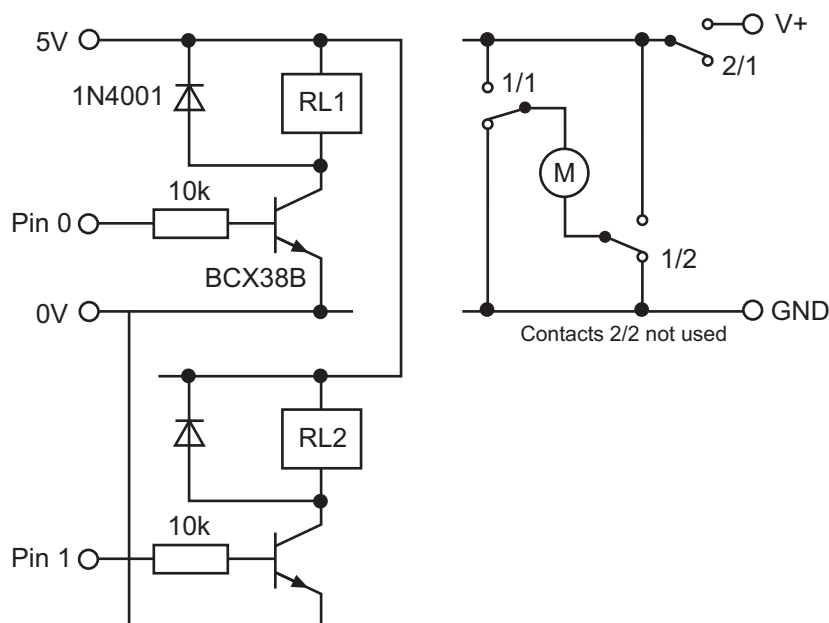 5V
1N4001
RL1
10k
Pin 0
BCX38B
0V
RL2
10k
Pin 1
V+
2/1
1/1
M
1/2
GND
Contacts 2/2 not used